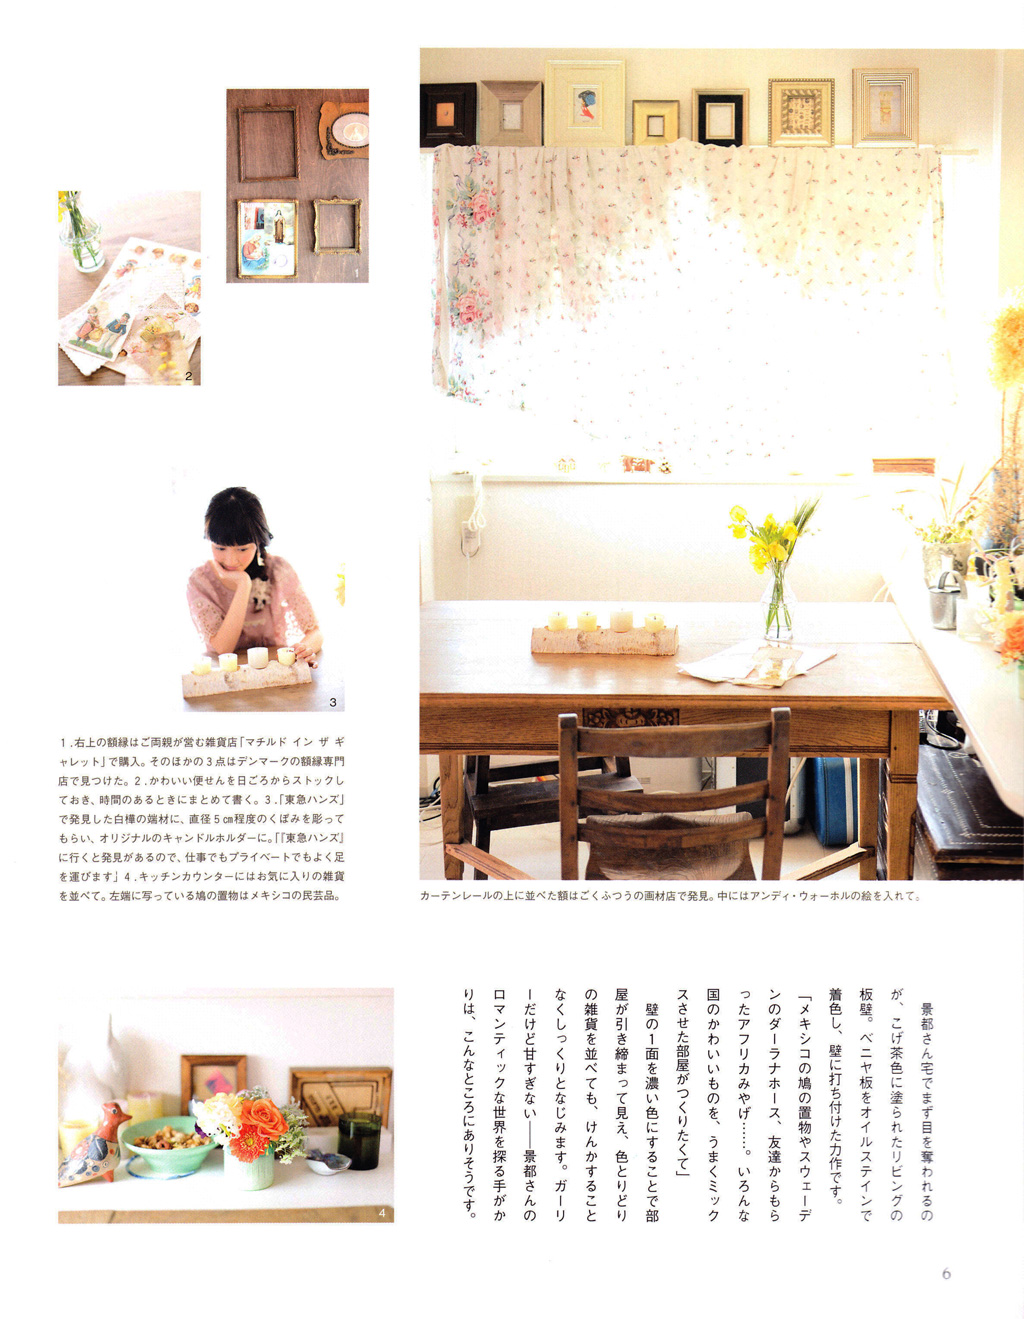 1
2
3
1.右上の額縁はご両親が営む雑貨店「マチルド イン ザ ギ
ャレット」で購入。そのほかの3点はデンマークの額縁専門
店で見つけた。2.かわいい便せんを日ごろからストックし
ておき、時間のあるときにまとめて書く。3.「東急ハンズ」
で発見した白樺の端材に、直径5㎝程度のくぼみを彫って
もらい、オリジナルのキャンドルホルダーに。「『東急ハンズ』
に行くと発見があるので、仕事でもプライベートでもよく足
を運びます」4.キッチンカウンターにはお気に入りの雑貨
を並べて。左端に写っている鳩の置物はメキシコの民芸品。
カーテンレールの上に並べた額はごくふつうの画材店で発見。中にはアンディ・ウォーホルの絵を入れて。
景都さん宅でまず目を奪われるの
が、こげ茶色に塗られたリビングの
板壁。ベニヤ板をオイルステインで
着色し、壁に打ち付けた力作です。
「メキシコの鳩の置物やスウェーデ
ンのダーラナホース、友達からもら
ったアフリカみやげ……。いろんな
国のかわいいものを、うまくミック
スさせた部屋がつくりたくて」
壁の1面を濃い色にすることで部
屋が引き締まって見え、色とりどり
の雑貨を並べても、けんかすること
なくしっくりとなじみます。ガーリ
ーだけど甘すぎない――景都さんの
ロマンティックな世界を探る手がか
りは、こんなところにありそうです。
4
6